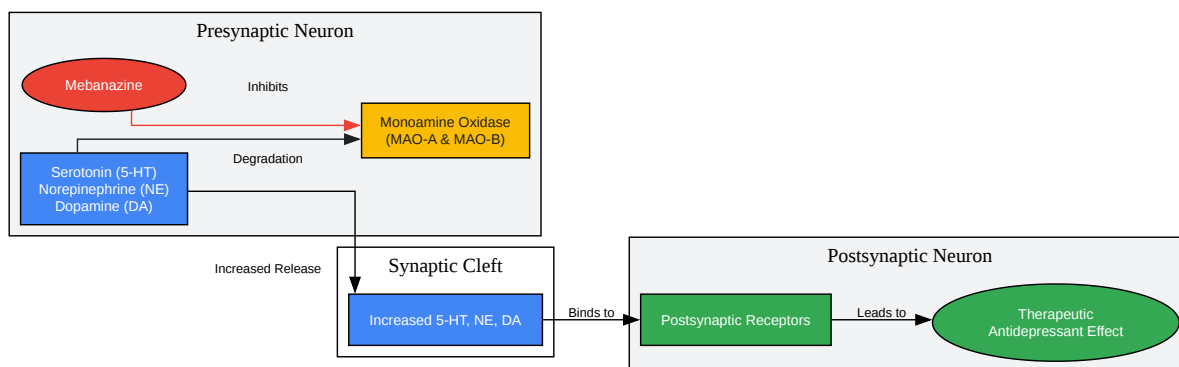 Presynaptic Neuron
Mebanazine
Inhibits
Monoamine Oxidase
(MAO-A & MAO-B)
Degradation
Serotonin (5-HT)
Norepinephrine (NE)
Dopamine (DA)
Increased Release
Synaptic Cleft
Increased 5-HT, NE, DA
Binds to
Postsynaptic Neuron
Postsynaptic Receptors
Leads to
Therapeutic
Antidepressant Effect